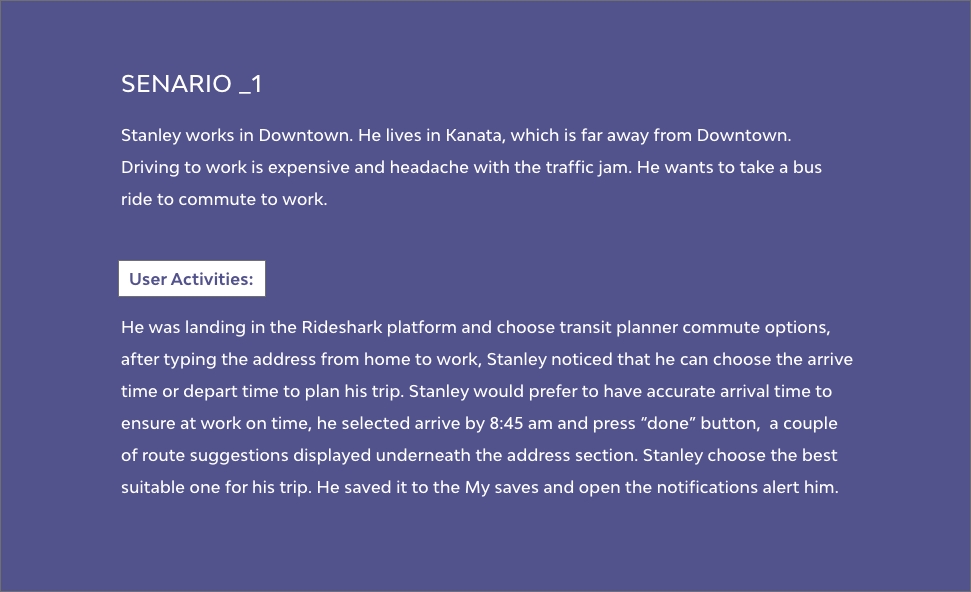 SENARIO _1
Stanley works in Downtown. He lives in Kanata, which is far away from Downtown.
Driving to work is expensive and headache with the traffic jam. He wants to take a bus
ride to commute to work.
User Activities:
He was landing in the Rideshark platform and choose transit planner commute options,
after typing the address from home to work, Stanley noticed that he can choose the arrive
time or depart time to plan his trip. Stanley would prefer to have accurate arrival time to
ensure at work on time, he selected arrive by 8:45 am and press “done” button,  a couple
of route suggestions displayed underneath the address section. Stanley choose the best
suitable one for his trip. He saved it to the My saves and open the notifications alert him.